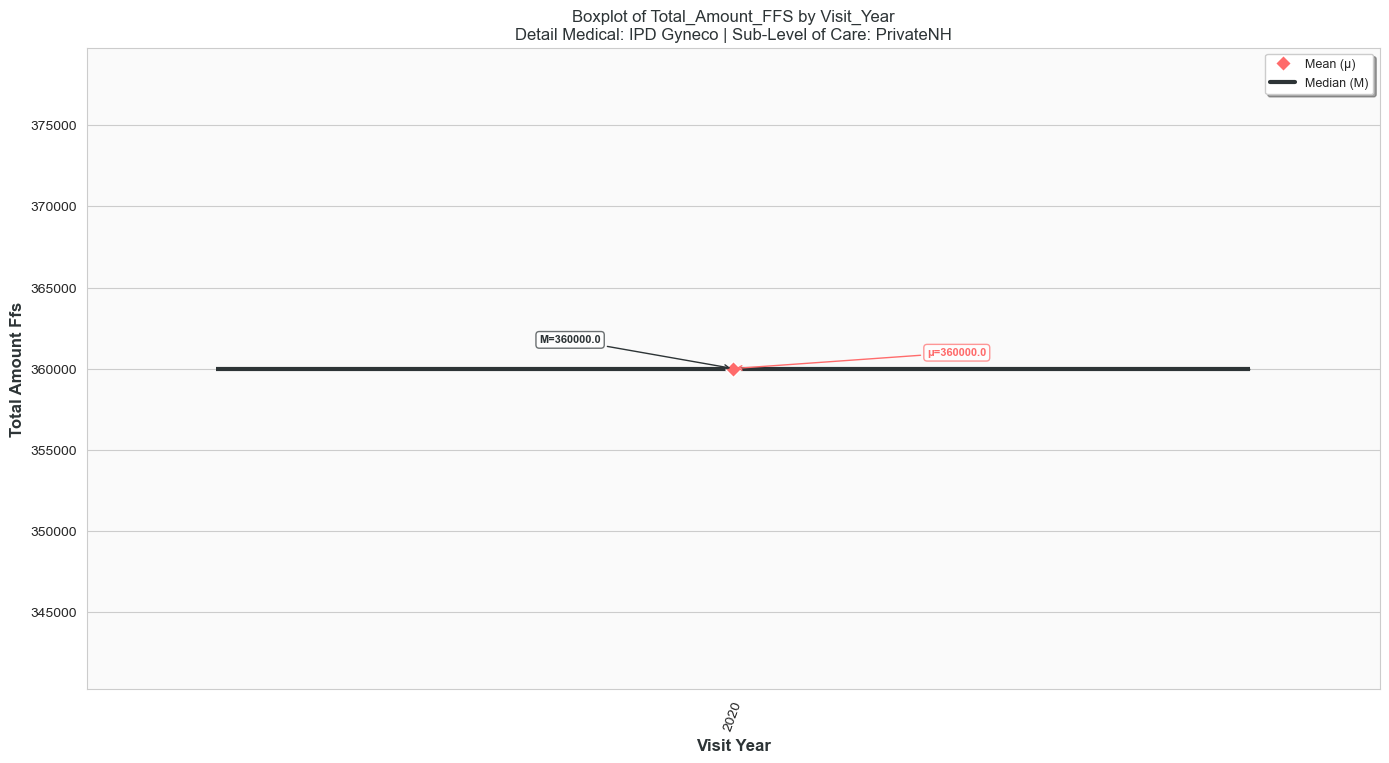 Boxplot of Total_Amount_FFS by Visit_Year
Detail Medical: IPD Gyneco | Sub-Level of Care: PrivateNH
Mean (μ)
Median (M)
Total Amount Ffs
375000
370000
365000
360000
355000
350000
345000
M=360000.0
μ=360000.0
2020
Visit Year